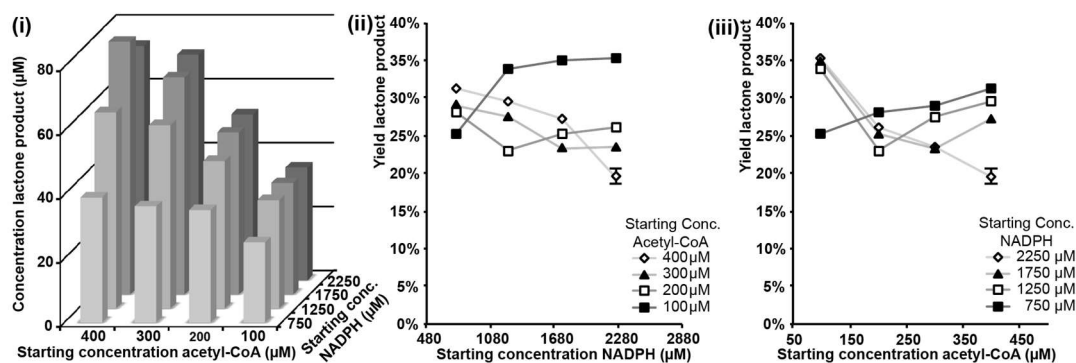 (i)
Concentration lactone product (µM)
80
60
40
20
0
400
300
200
100
Starting concentration acetyl-CoA (µM)
750
1250
1750
2250
Starting conc.
NADPH (µM)
(ii)
Yield lactone product
40%
35%
30%
25%
20%
15%
10%
5%
0%
480 1080 1680 2280 2880
Starting concentration NADPH (µM)
Starting Conc.
Acetyl-CoA
400µM
300µM
200µM
100µM
(iii)
Yield lactone product
40%
35%
30%
25%
20%
15%
10%
5%
0%
50 150 250 350 450
Starting concentration acetyl-CoA (µM)
Starting Conc.
NADPH
2250 µM
1750 µM
1250 µM
750 µM